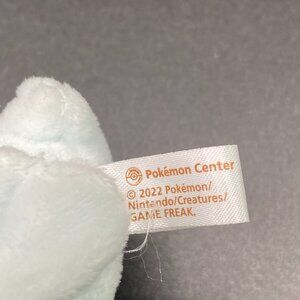 Pokémon Center
© 2022 Pokémon/
Nintendo/Creatures/
GAME FREAK.